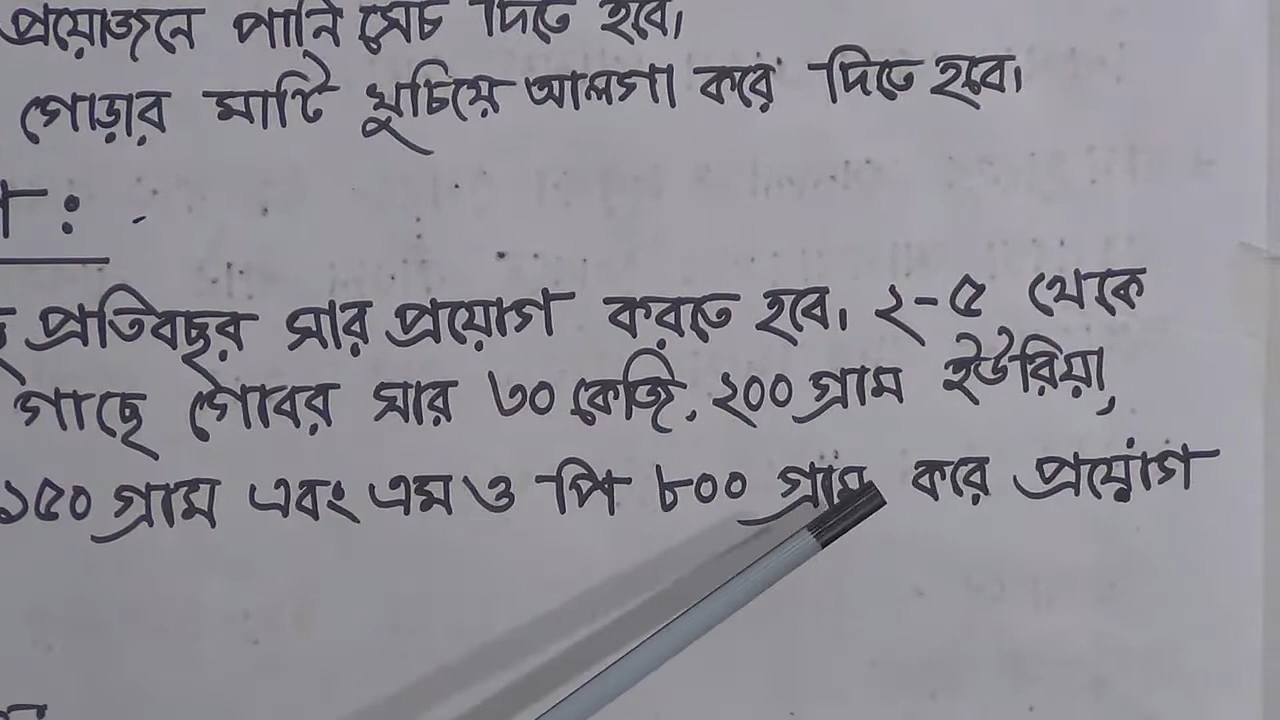 প্রয়োজনে পানি সেচ দিতে হবে।
গোড়ার মাটি খুচিয়ে আলগা করে দিতে হবে।
:
প্রতিবছর সার প্রয়োগ করতে হবে। ২-৫ থেকে
গাছে গোবর সার ৩০ কেজি, ২০০ গ্রাম ইউরিয়া,
১৫০ গ্রাম এবং এম ও পি ৮০০ গ্রাম করে প্রয়োগ